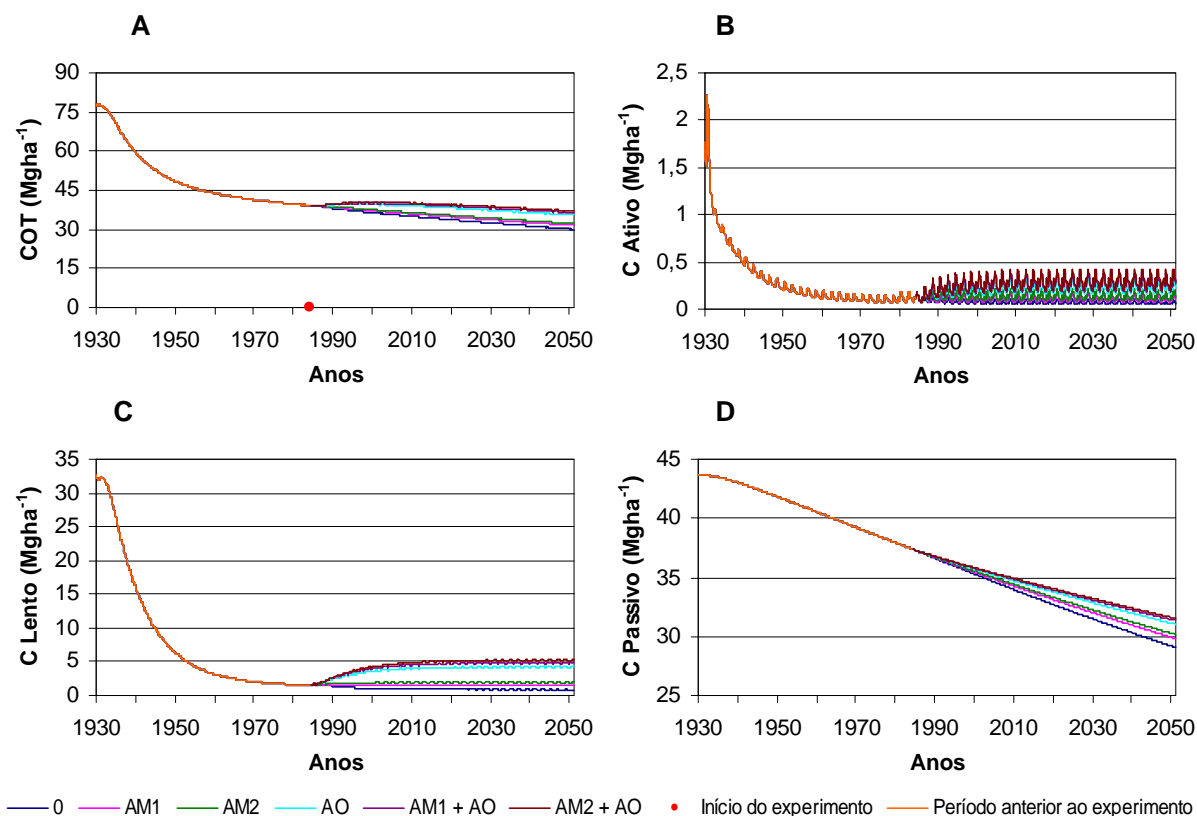 A
COT (Mgha-1)
90
75
60
45
30
15
0
1930 1950 1970 1990 2010 2030 2050
Anos
B
C Ativo (Mgha-1)
2,5
2
1,5
1
0,5
0
1930 1950 1970 1990 2010 2030 2050
Anos
C
C Lento (Mgha-1)
35
30
25
20
15
10
5
0
1930 1950 1970 1990 2010 2030 2050
Anos
D
C Passivo (Mgha-1)
45
40
35
30
25
1930 1950 1970 1990 2010 2030 2050
Anos
0 AM1 AM2 AO AM1 + AO AM2 + AO Início do experimento Período anterior ao experimento